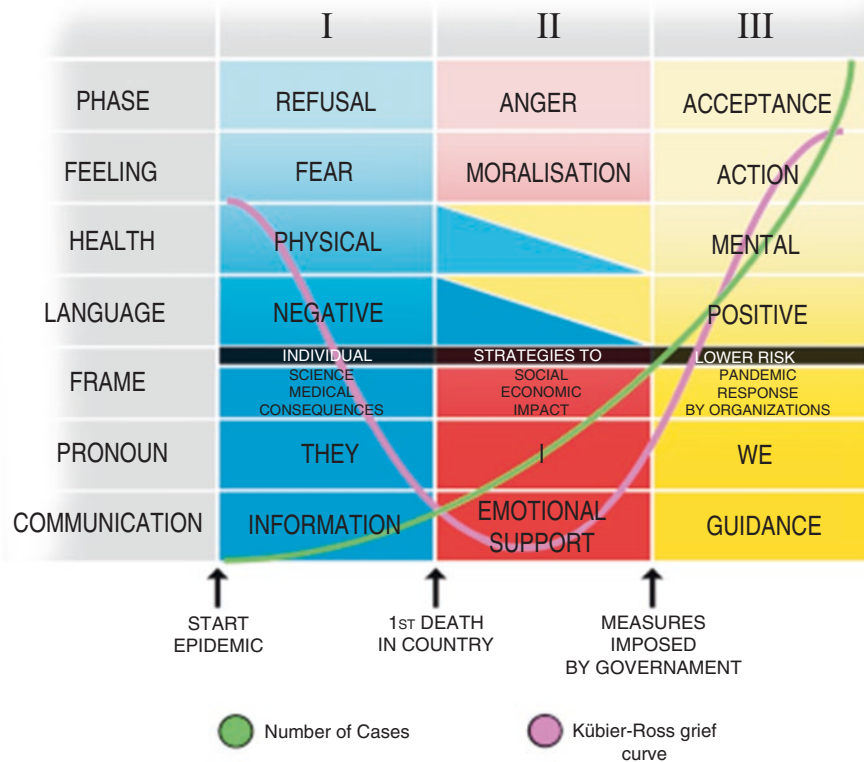 I II III
PHASE REFUSAL ANGER ACCEPTANCE
FEELING FEAR MORALISATION ACTION
HEALTH PHYSICAL MENTAL
LANGUAGE NEGATIVE POSITIVE
INDIVIDUAL STRATEGIES TO LOWER RISK
FRAME
SCIENCE
MEDICAL
CONSEQUENCES
SOCIAL
ECONOMIC
IMPACT
PANDEMIC
RESPONSE
BY ORGANIZATIONS
PRONOUN THEY I WE
COMMUNICATION INFORMATION
EMOTIONAL
SUPPORT
GUIDANCE
START
EPIDEMIC
1ST DEATH
IN COUNTRY
MEASURES
IMPOSED
BY GOVERNAMENT
Number of Cases
Kübier-Ross grief
curve